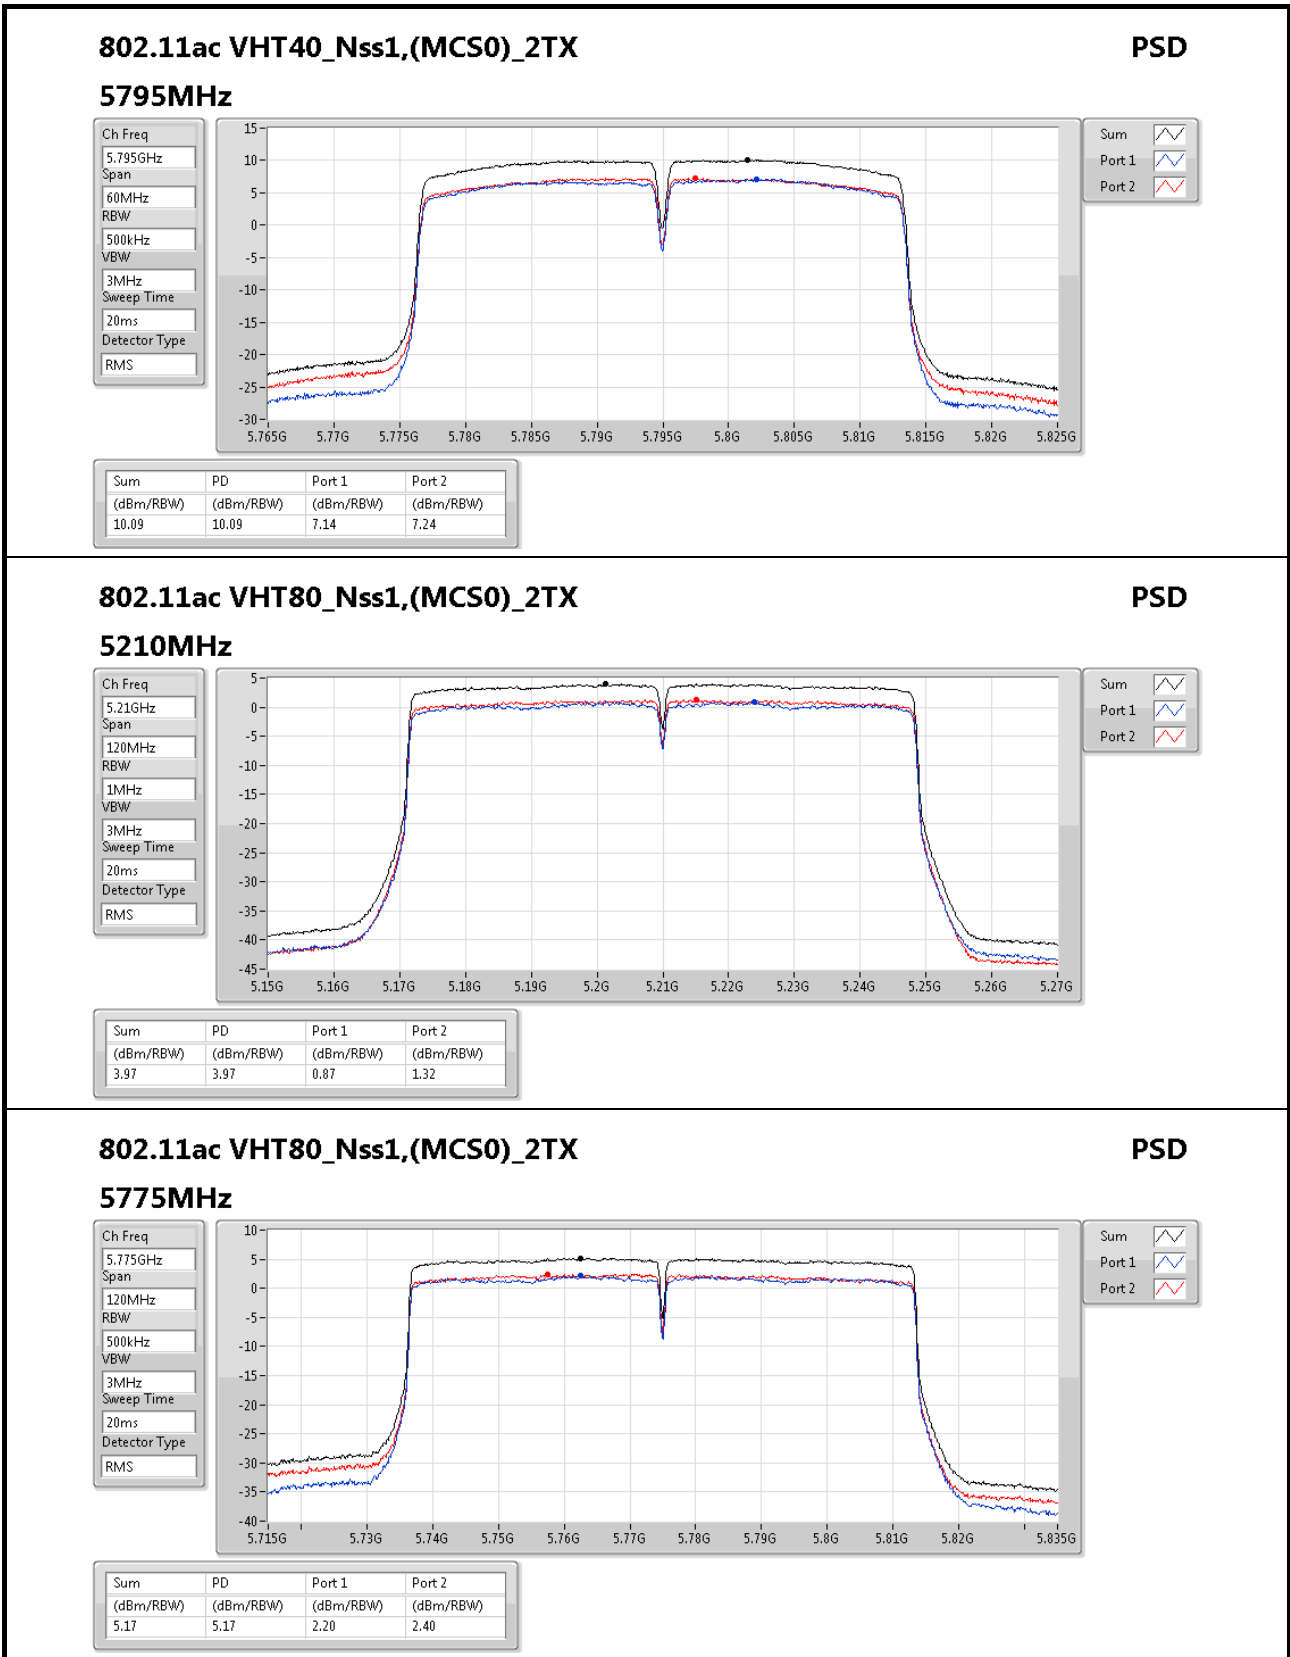 802.11ac VHT40_Nss1,(MCS0)_2TX PSD
5795MHz
Ch Freq
5.795GHz
Span
60MHz
RBW
500kHz
VBW
3MHz
Sweep Time
20ms
Detector Type
RMS
15
10
5
0
-5
-10
-15
-20
-25
-30
5.765G 5.77G 5.775G 5.78G 5.785G 5.79G 5.795G 5.8G 5.805G 5.81G 5.815G 5.82G 5.825G
Sum
Port 1
Port 2
Sum PD Port 1 Port 2
(dBm/RBW) (dBm/RBW) (dBm/RBW) (dBm/RBW)
10.09 10.09 7.14 7.24
802.11ac VHT80_Nss1,(MCS0)_2TX PSD
5210MHz
Ch Freq
5.21GHz
Span
120MHz
RBW
1MHz
VBW
3MHz
Sweep Time
20ms
Detector Type
RMS
5
0
-5
-10
-15
-20
-25
-30
-35
-40
-45
5.15G 5.16G 5.17G 5.18G 5.19G 5.2G 5.21G 5.22G 5.23G 5.24G 5.25G 5.26G 5.27G
Sum
Port 1
Port 2
Sum PD Port 1 Port 2
(dBm/RBW) (dBm/RBW) (dBm/RBW) (dBm/RBW)
3.97 3.97 0.87 1.32
802.11ac VHT80_Nss1,(MCS0)_2TX PSD
5775MHz
Ch Freq
5.775GHz
Span
120MHz
RBW
500kHz
VBW
3MHz
Sweep Time
20ms
Detector Type
RMS
10
5
0
-5
-10
-15
-20
-25
-30
-35
-40
5.715G 5.73G 5.74G 5.75G 5.76G 5.77G 5.78G 5.79G 5.8G 5.81G 5.82G 5.835G
Sum
Port 1
Port 2
Sum PD Port 1 Port 2
(dBm/RBW) (dBm/RBW) (dBm/RBW) (dBm/RBW)
5.17 5.17 2.20 2.40